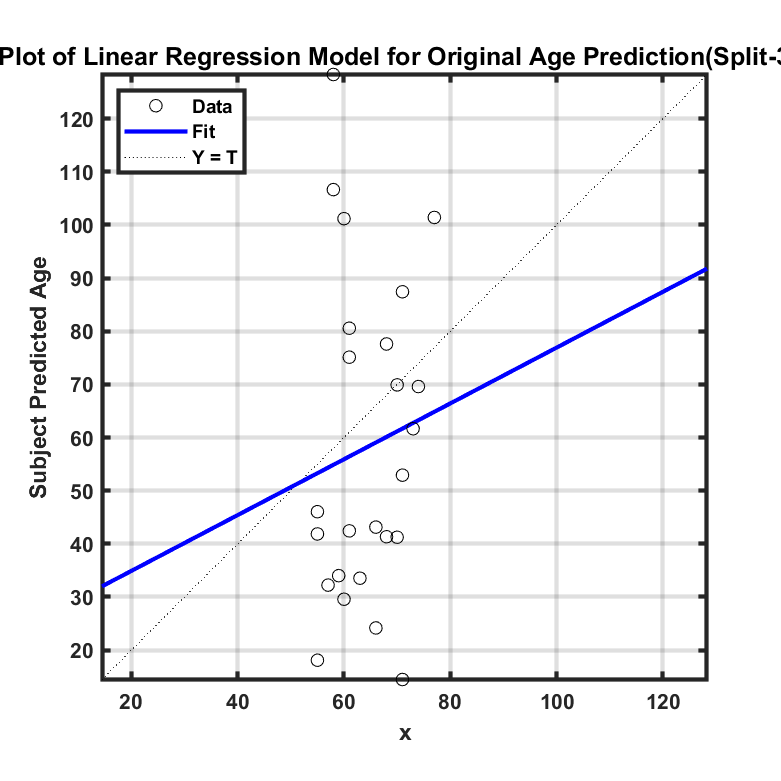 Plot of Linear Regression Model for Original Age Prediction(Split-3
Data
Fit
Y = T
Subject Predicted Age
120
110
100
90
80
70
60
50
40
30
20
20 40 60 80 100 120
x